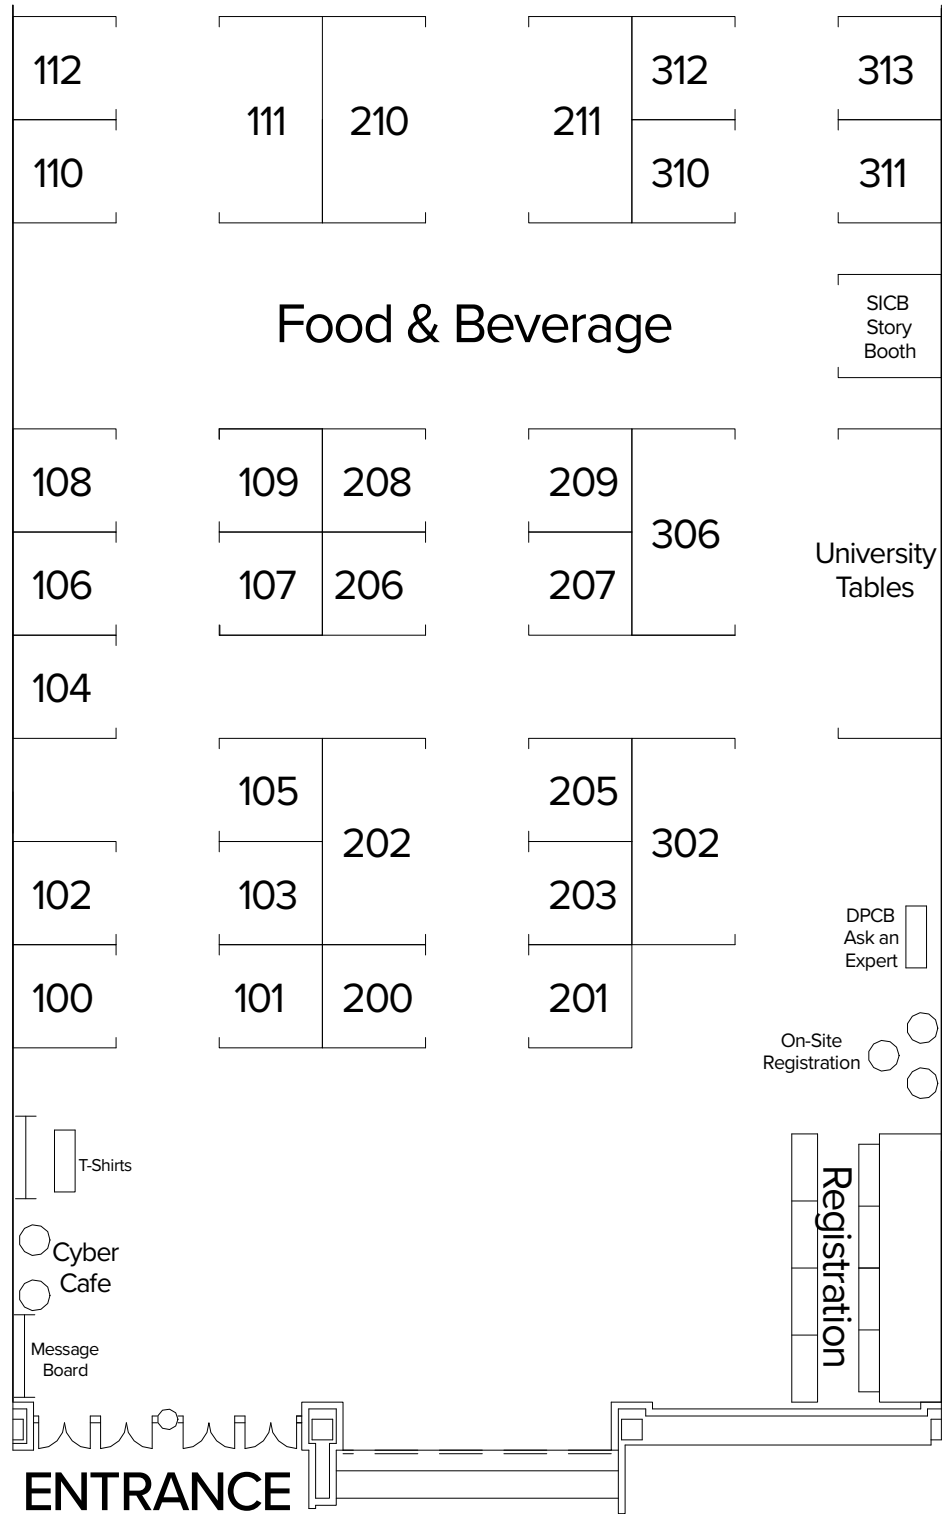 112
312
313
111
210
211
110
310
311
SICB
Story
Booth
Food & Beverage
108
109
208
209
306
University
Tables
106
107
206
207
104
105
205
202
302
102
103
203
DPCB
Ask an
Expert
100
101
200
201
On-Site
Registration
T-Shirts
Registration
Cyber
Cafe
Message
Board
ENTRANCE